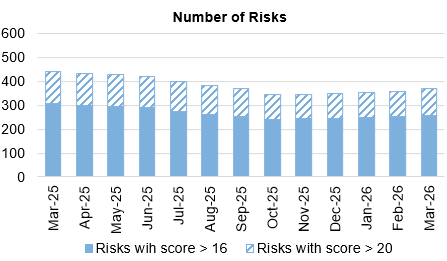 Number of Risks
600
500
400
300
200
100
0
Mar-25
Apr-25
May-25
Jun-25
Jul-25
Aug-25
Sep-25
Oct-25
Nov-25
Dec-25
Jan-26
Feb-26
Mar-26
Risks wih score > 16
Risks with score > 20